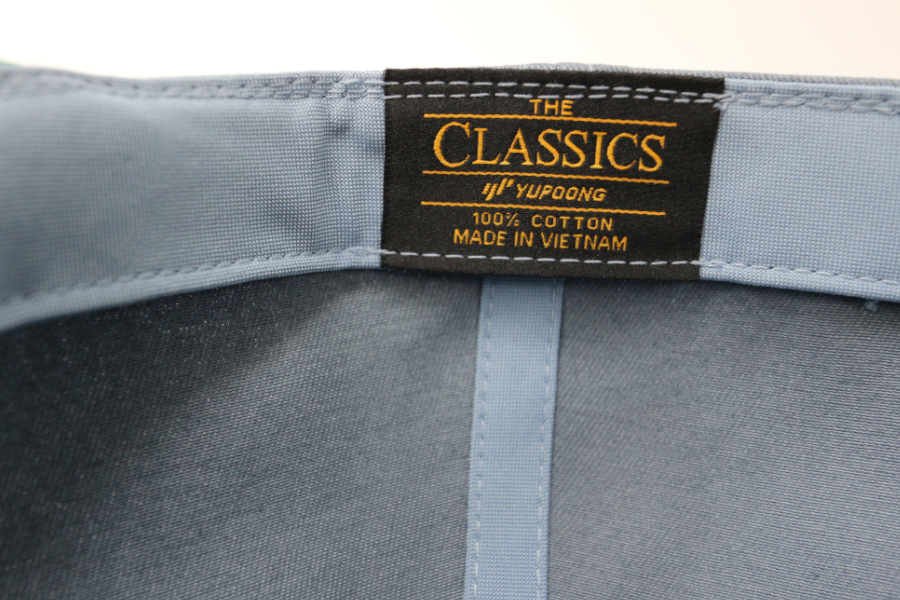 THE
CLASSICS
YUPOONG
100% COTTON
MADE IN VIETNAM